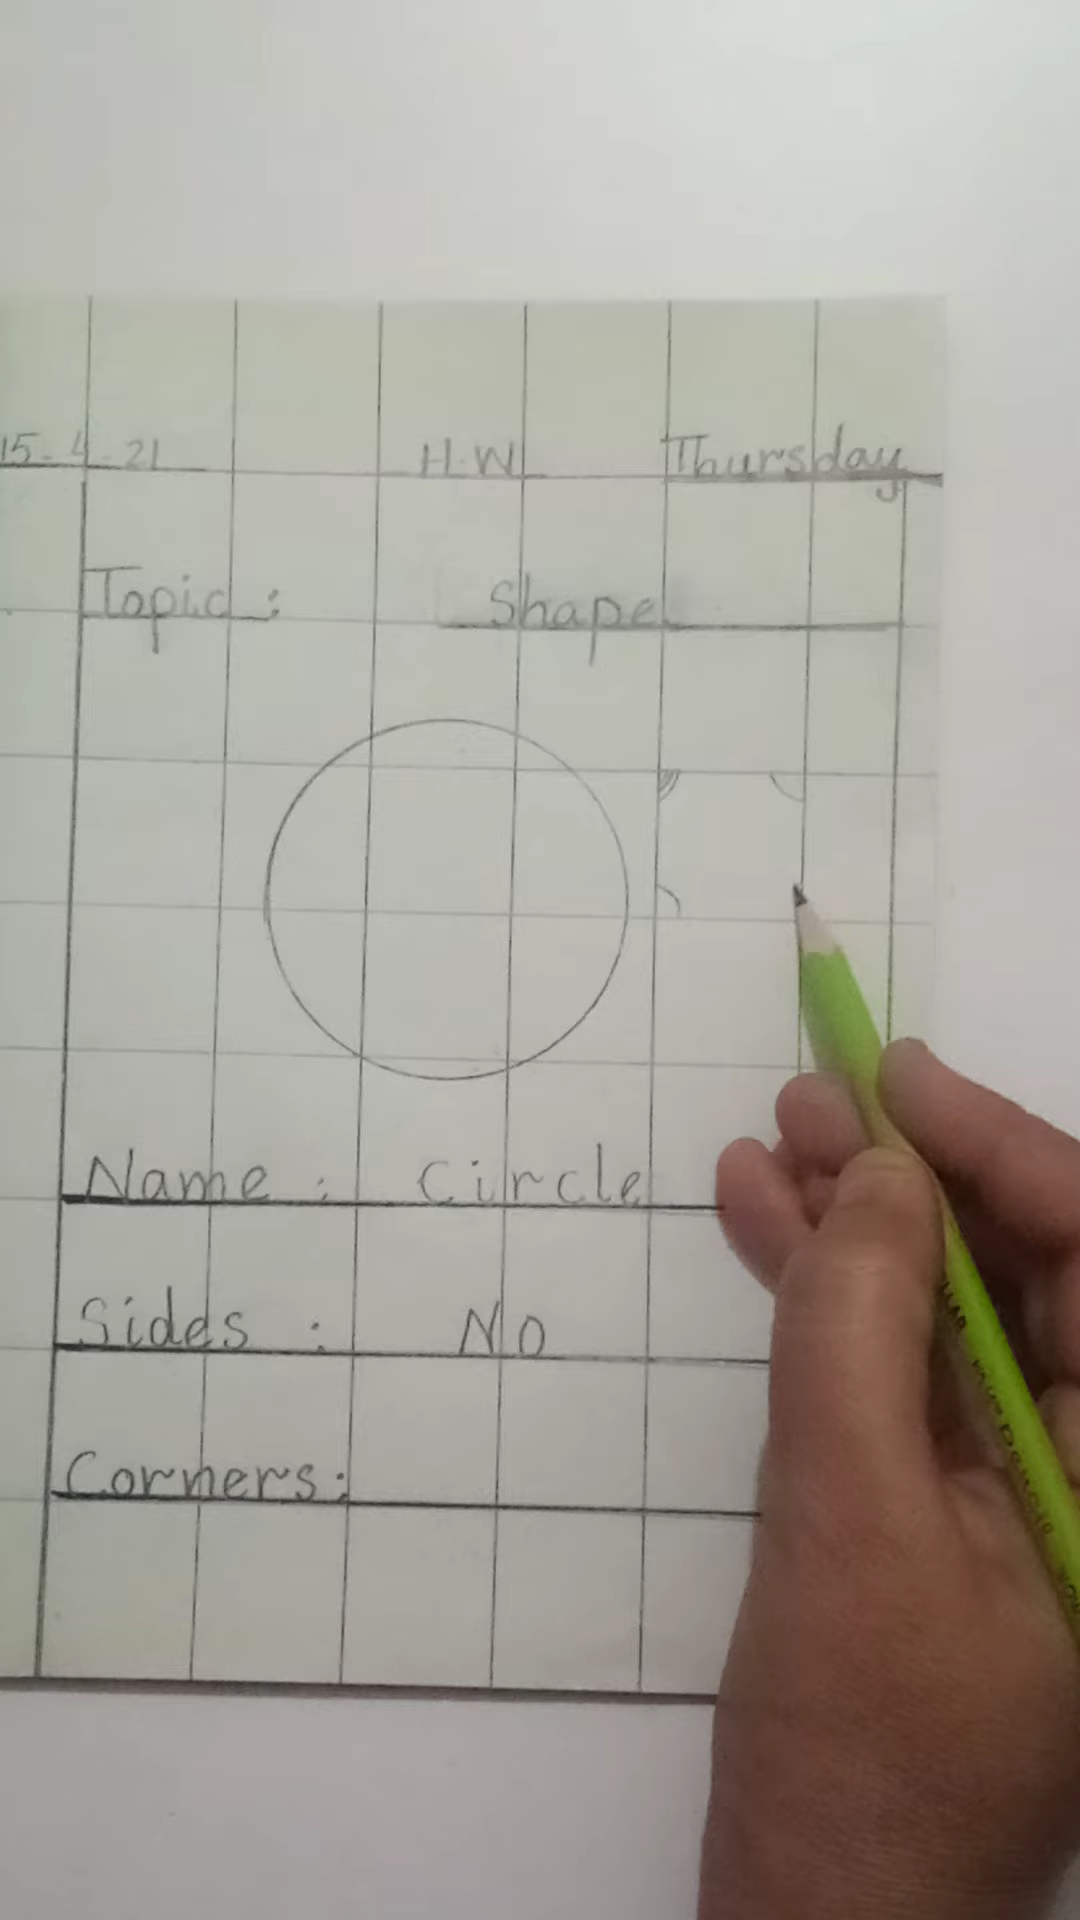 15-4-21 H.W Thursday
Topic: Shape
Name: Circle
Sides: No
Corners: